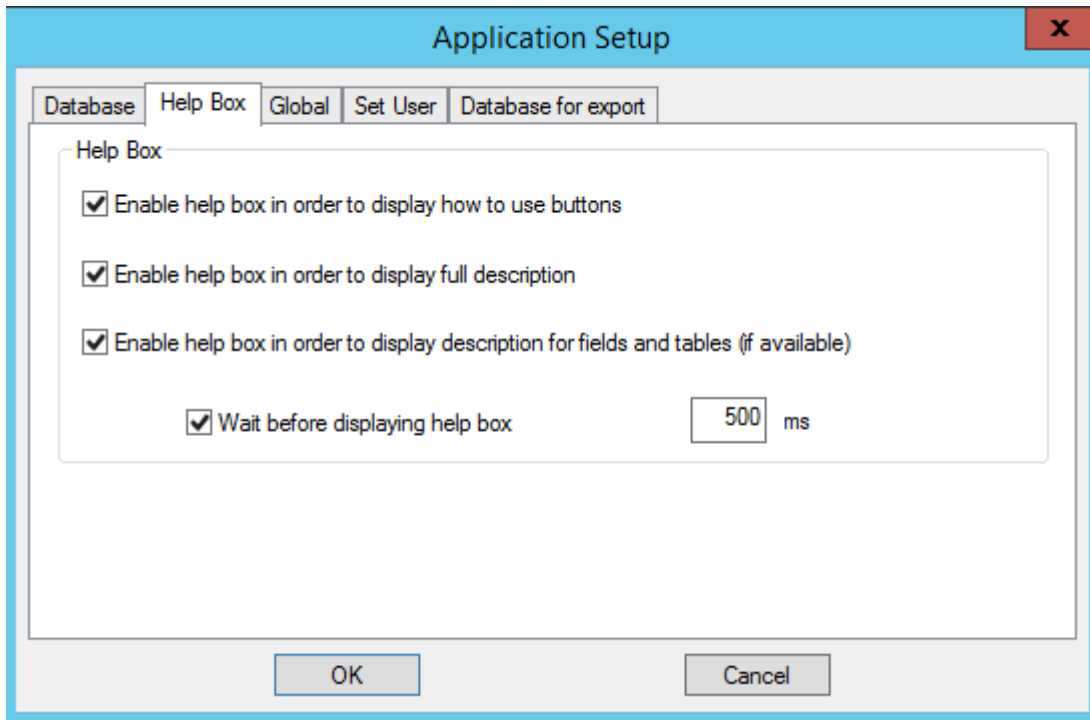 Application Setup
x
Database Help Box Global Set User Database for export
Help Box
Enable help box in order to display how to use buttons
Enable help box in order to display full description
Enable help box in order to display description for fields and tables (if available)
Wait before displaying help box 500 ms
OK Cancel